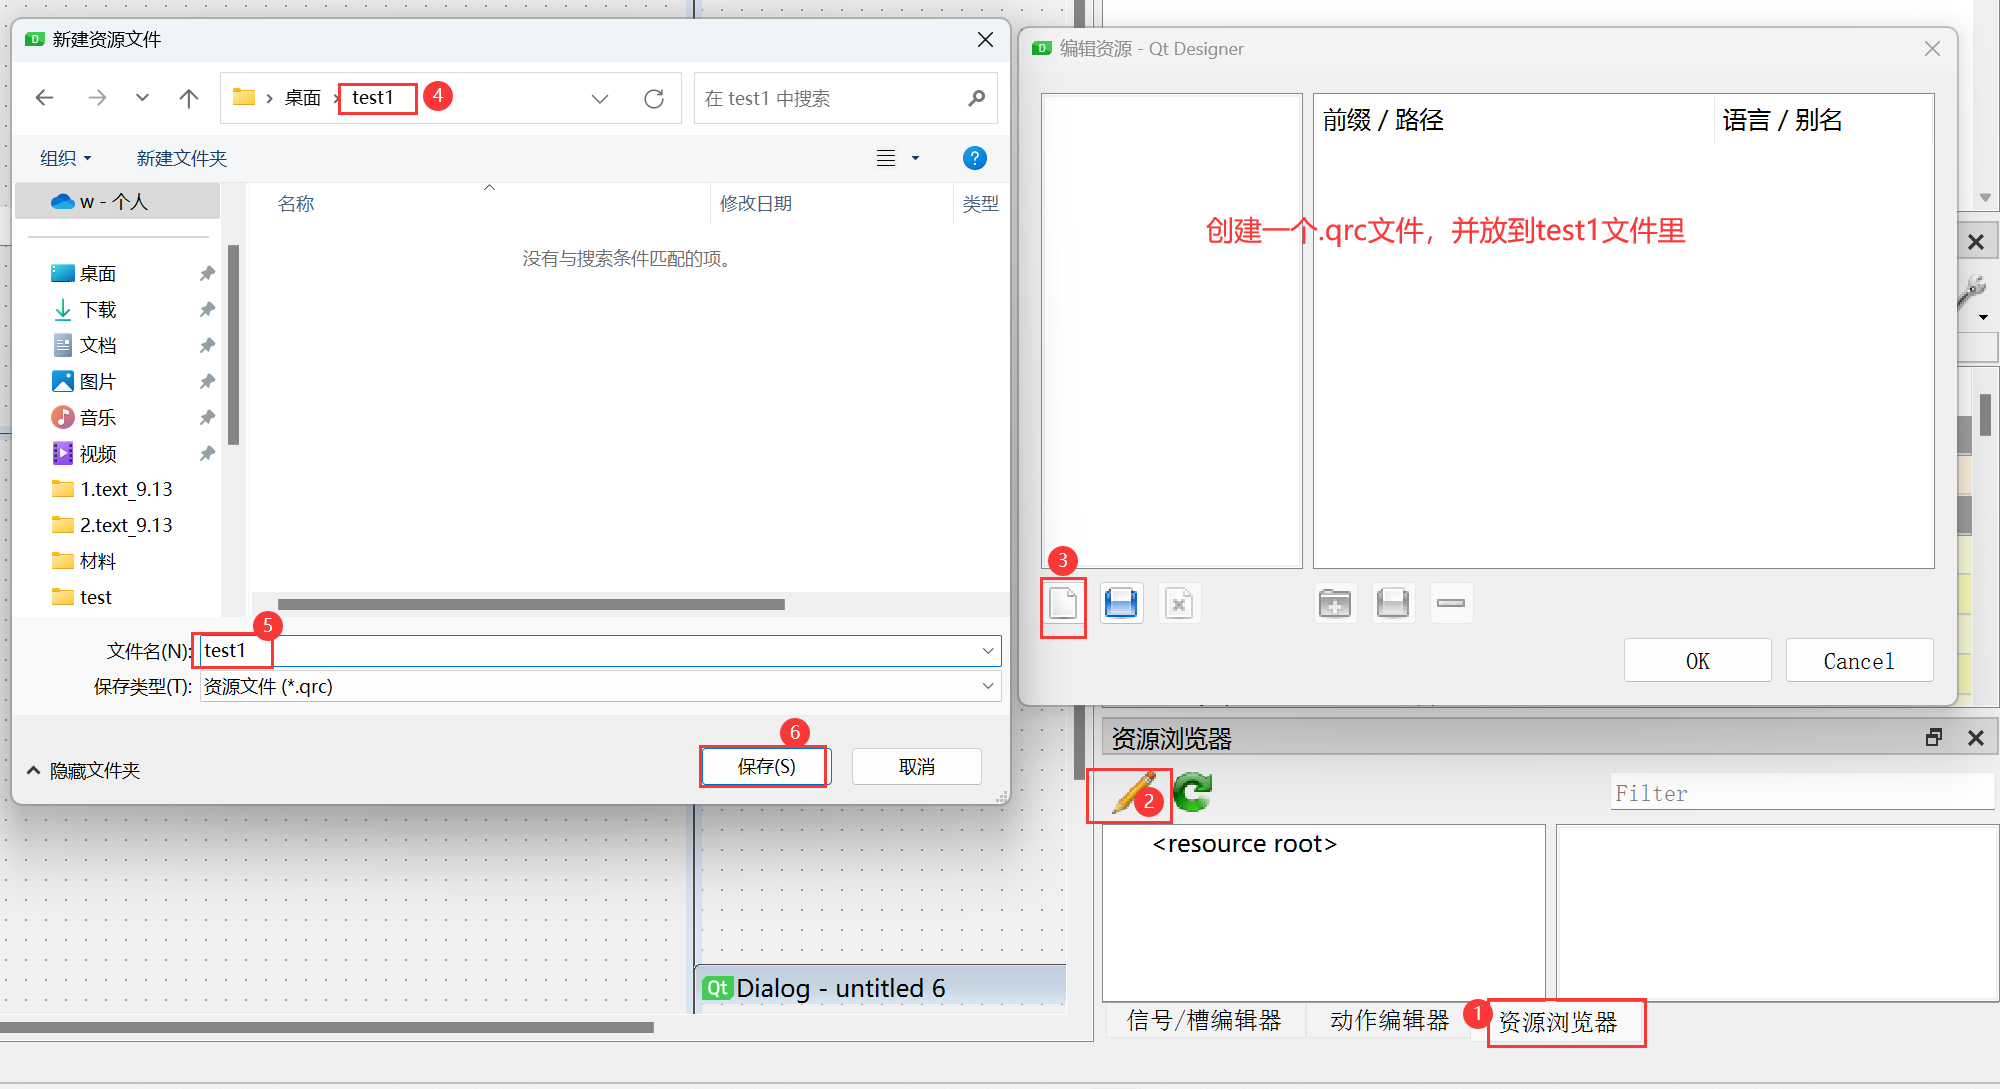 新建资源文件
桌面
test1
4
在 test1 中搜索
组织
新建文件夹
w - 个人
名称
修改日期
类型
没有与搜索条件匹配的项。
桌面
下载
文档
图片
音乐
视频
1.text_9.13
2.text_9.13
材料
test
5
文件名(N):
test1
保存类型(T):
资源文件 (*.qrc)
6
隐藏文件夹
保存(S)
取消
编辑资源 - Qt Designer
前缀 / 路径
语言 / 别名
创建一个.qrc文件，并放到test1文件里
3
OK
Cancel
资源浏览器
2
Filter
<resource root>
Qt
Dialog - untitled 6
信号/槽编辑器
动作编辑器
1
资源浏览器